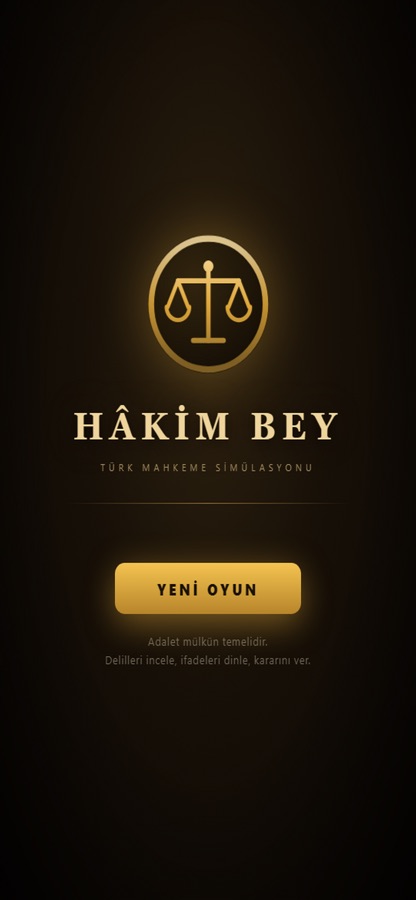 HÂKİM BEY
TÜRK MAHKEME SİMÜLASYONU
YENİ OYUN
Adalet mülkün temelidir.
Delilleri incele, ifadeleri dinle, kararını ver.